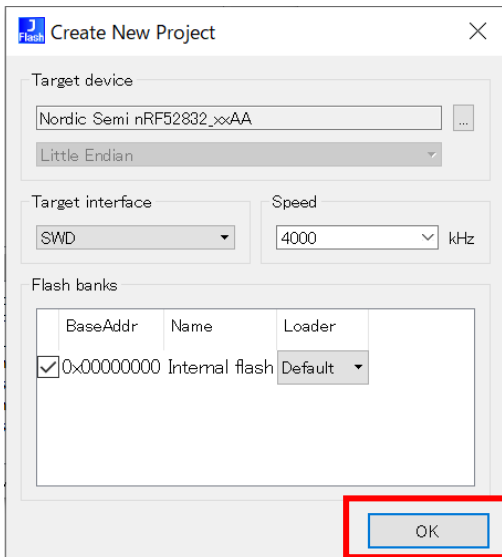 J
Flash
Create New Project
Target device
Nordic Semi nRF52832_xxAA
...
Little Endian
Target interface
Speed
SWD
4000
kHz
Flash banks
BaseAddr Name Loader
0x00000000 Internal flash Default
OK